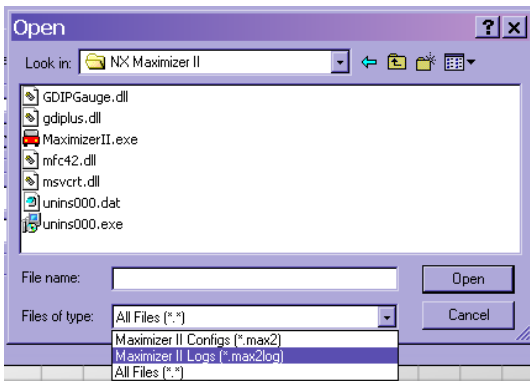 Open
Look in: NX Maximizer II
GDIPGauge.dll
gdiplus.dll
MaximizerII.exe
mfc42.dll
msvcrt.dll
unins000.dat
unins000.exe
File name: Open
Files of type: All Files (*.*) Cancel
Maximizer II Configs (*.max2)
Maximizer II Logs (*.max2log)
All Files (*.*)